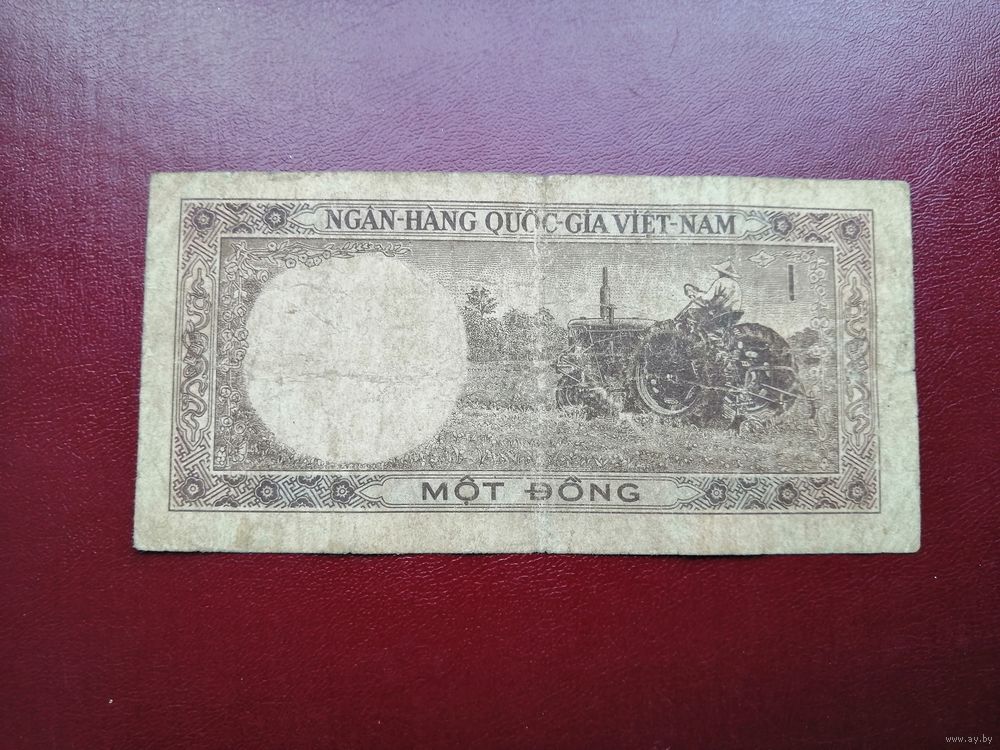 NGÂN-HÀNG QUỐC-GIA VIỆT-NAM
1
MỘT ĐỒNG
www.ay.by